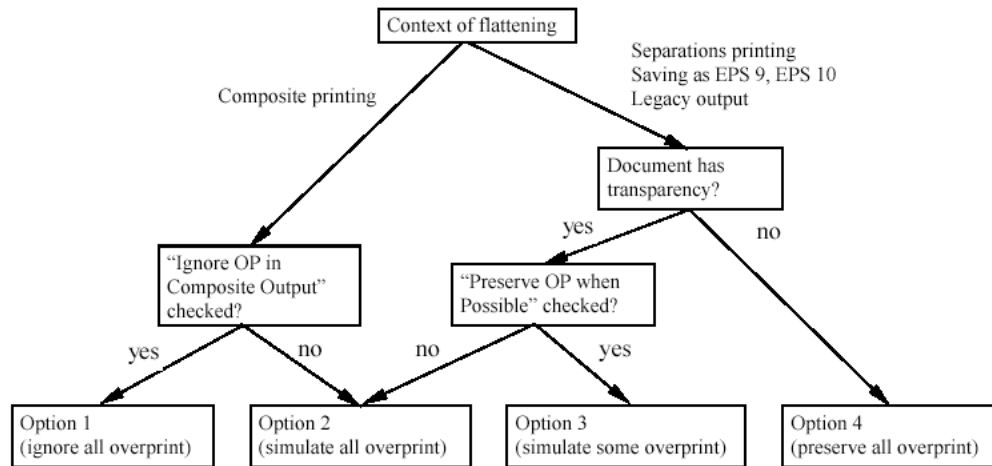 Context of flattening
Separations printing
Saving as EPS 9, EPS 10
Legacy output
Composite printing
Document has
transparency?
yes
no
“Ignore OP in
Composite Output”
checked?
“Preserve OP when
Possible” checked?
yes
no
no
yes
Option 1
(ignore all overprint)
Option 2
(simulate all overprint)
Option 3
(simulate some overprint)
Option 4
(preserve all overprint)